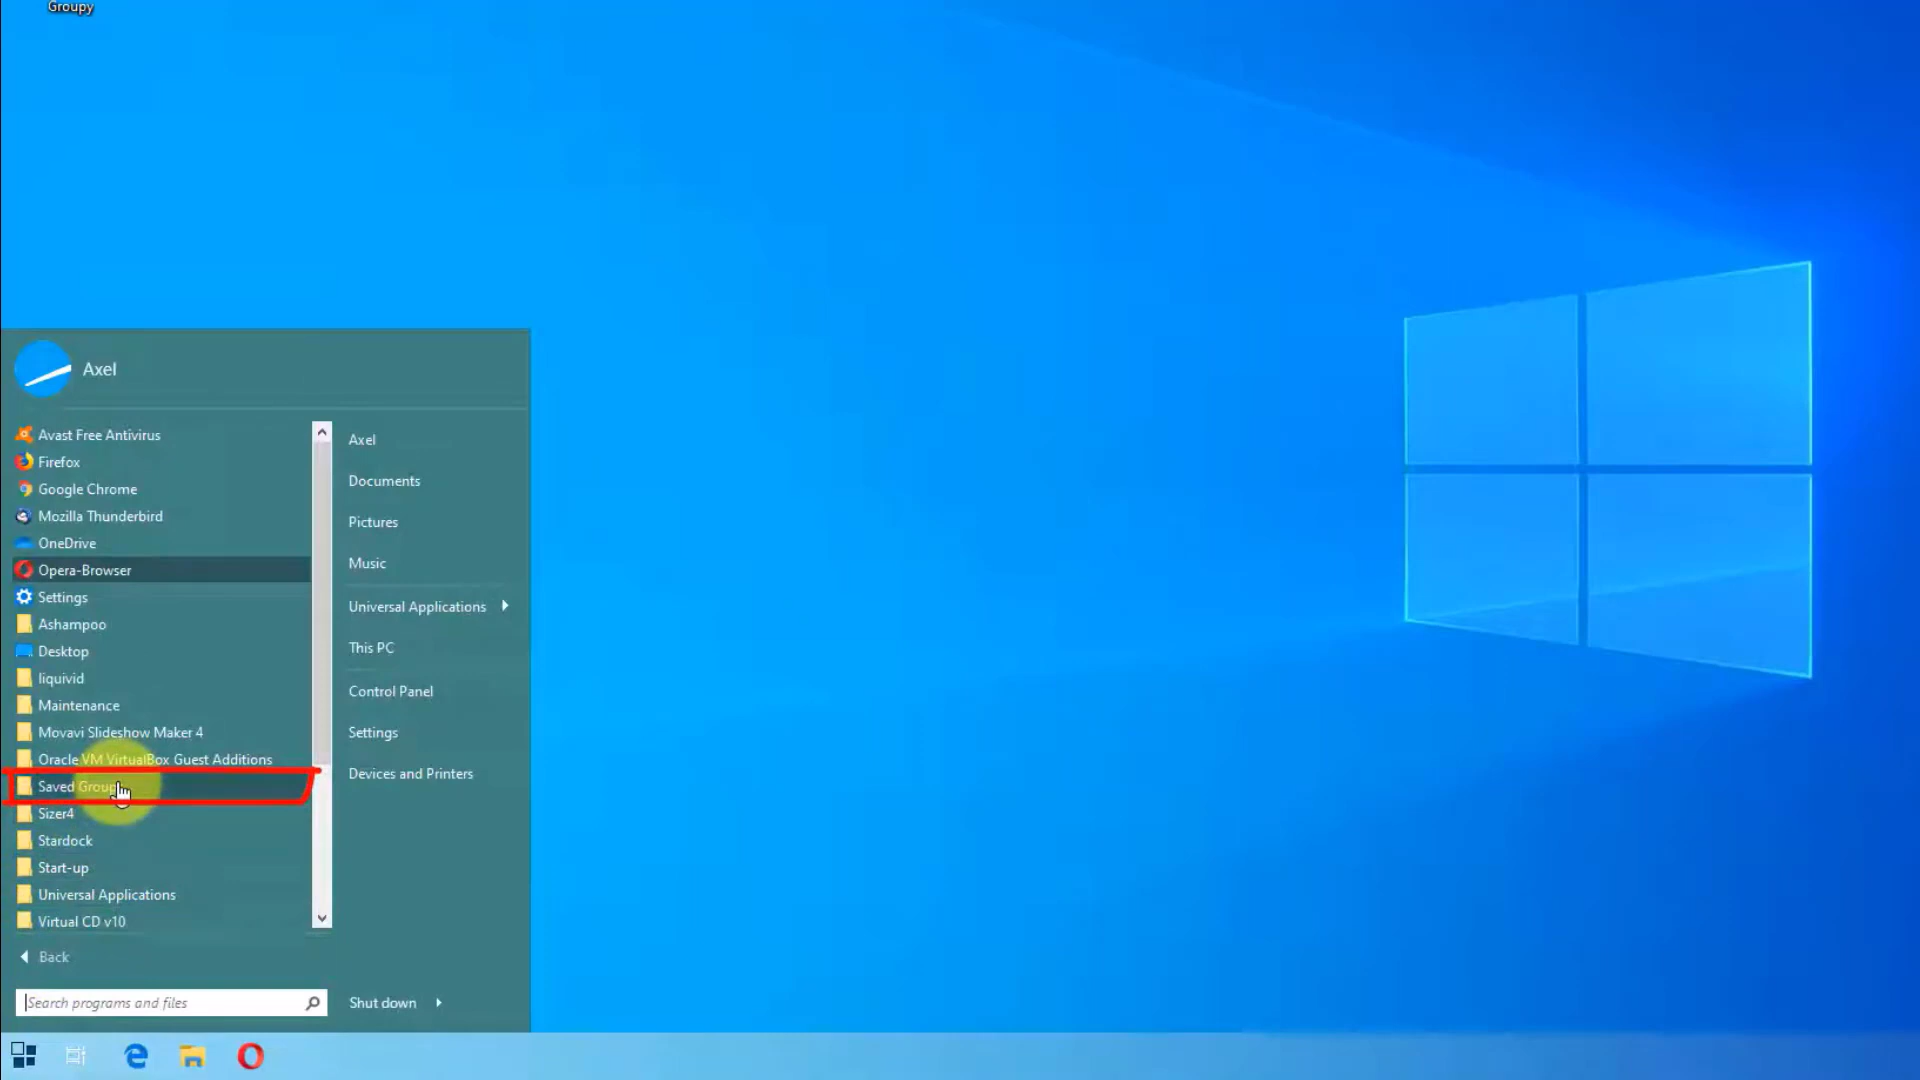 Groupy
Axel
Avast Free Antivirus
Firefox
Google Chrome
Mozilla Thunderbird
OneDrive
Opera-Browser
Settings
Ashampoo
Desktop
liquivid
Maintenance
Movavi Slideshow Maker 4
Oracle VM VirtualBox Guest Additions
Saved
Sizer4
Stardock
Start-up
Universal Applications
Virtual CD v10
Back
Search programs and files
Axel
Documents
Pictures
Music
Universal Applications
This PC
Control Panel
Settings
Devices and Printers
Shut down